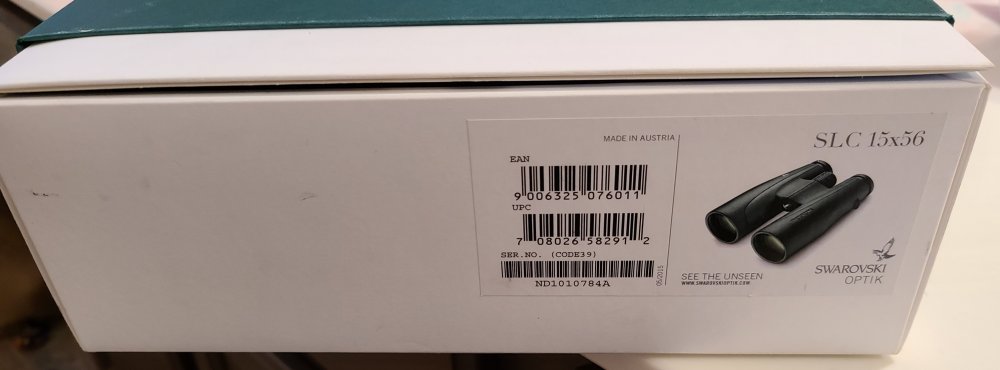 MADE IN AUSTRIA
EAN
9 006325 076011
UPC
7 08026 58291 2
SER.NO. (CODE39)
ND1010784A
05/2015
SLC 15x56
SEE THE UNSEEN
WWW.SWAROVSKIOPTIK.COM
SWAROVSKI
OPTIK